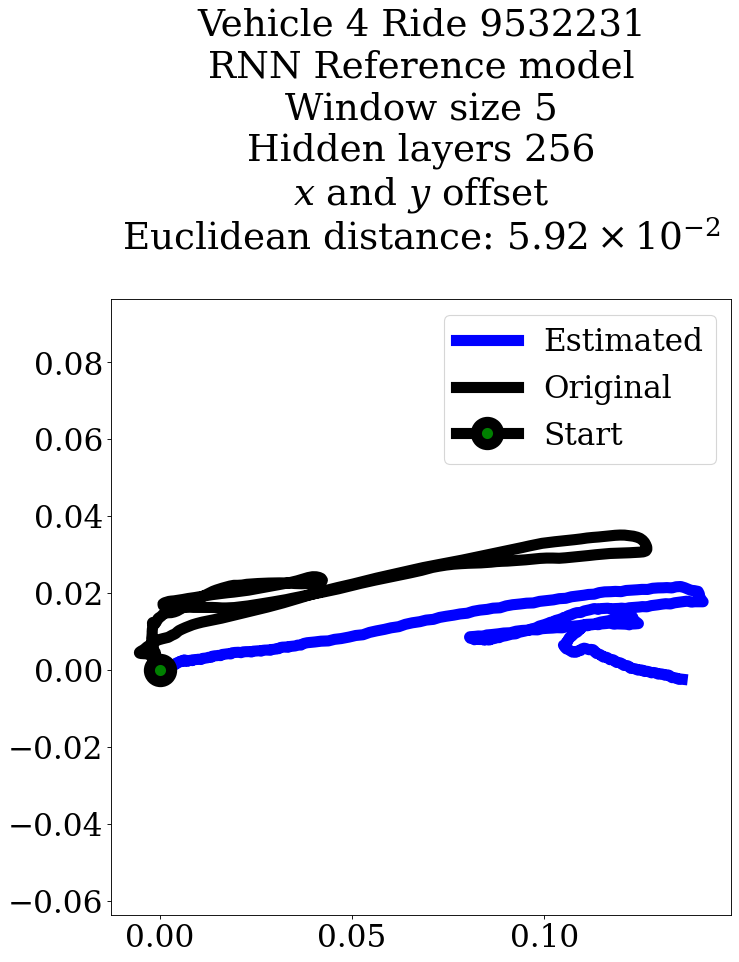 Vehicle 4 Ride 9532231
RNN Reference model
Window size 5
Hidden layers 256
x and y offset
Euclidean distance: 5.92 × 10⁻²
Estimated
Original
Start
0.08
0.06
0.04
0.02
0.00
−0.02
−0.04
−0.06
0.00 0.05 0.10